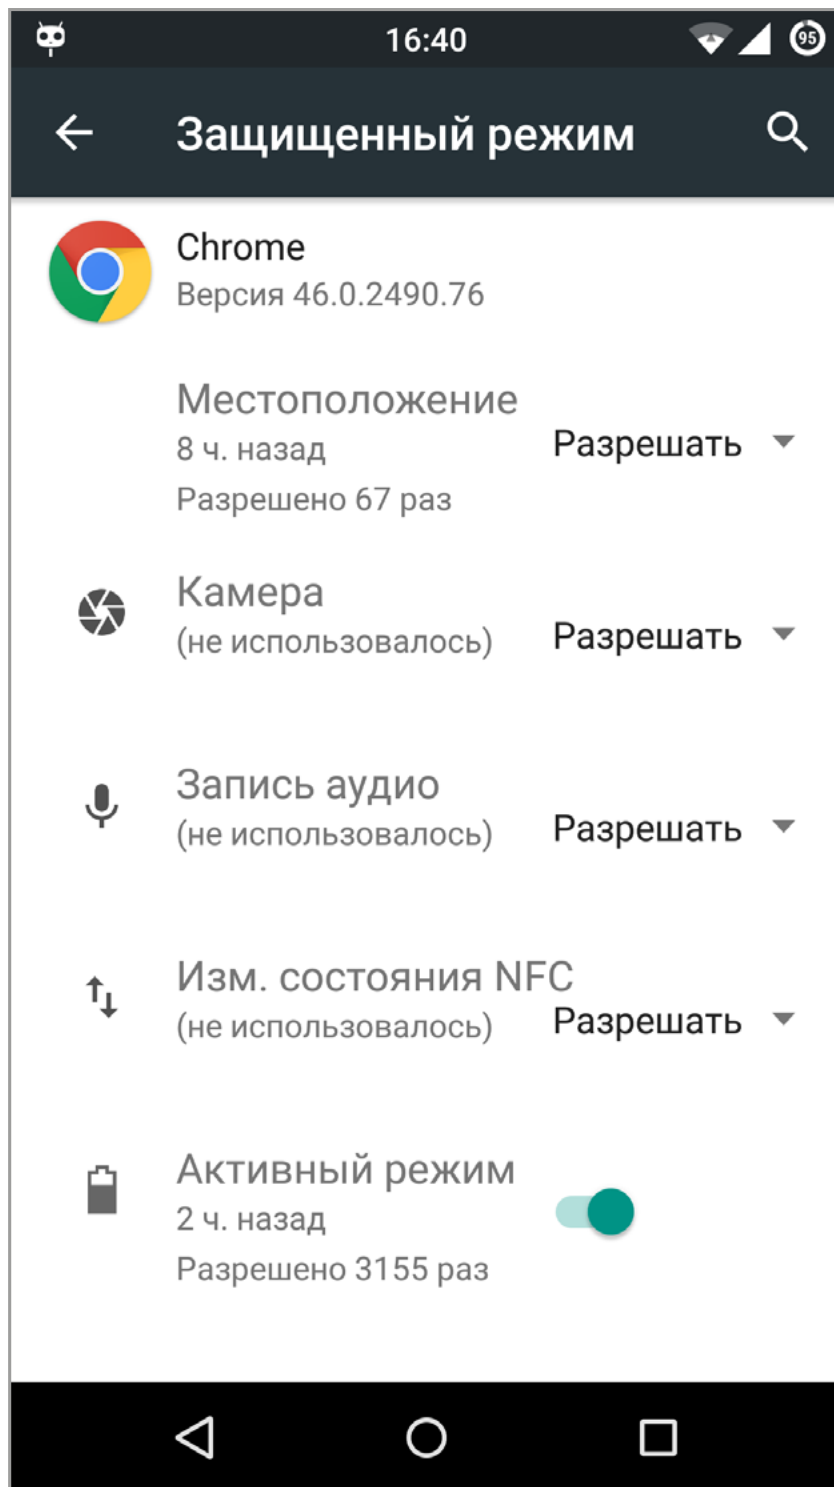 16:40
95
Защищенный режим
Chrome
Версия 46.0.2490.76
Местоположение
8 ч. назад
Разрешать
Разрешено 67 раз
Камера
(не использовалось)
Разрешать
Запись аудио
(не использовалось)
Разрешать
Изм. состояния NFC
(не использовалось)
Разрешать
Активный режим
2 ч. назад
Разрешено 3155 раз